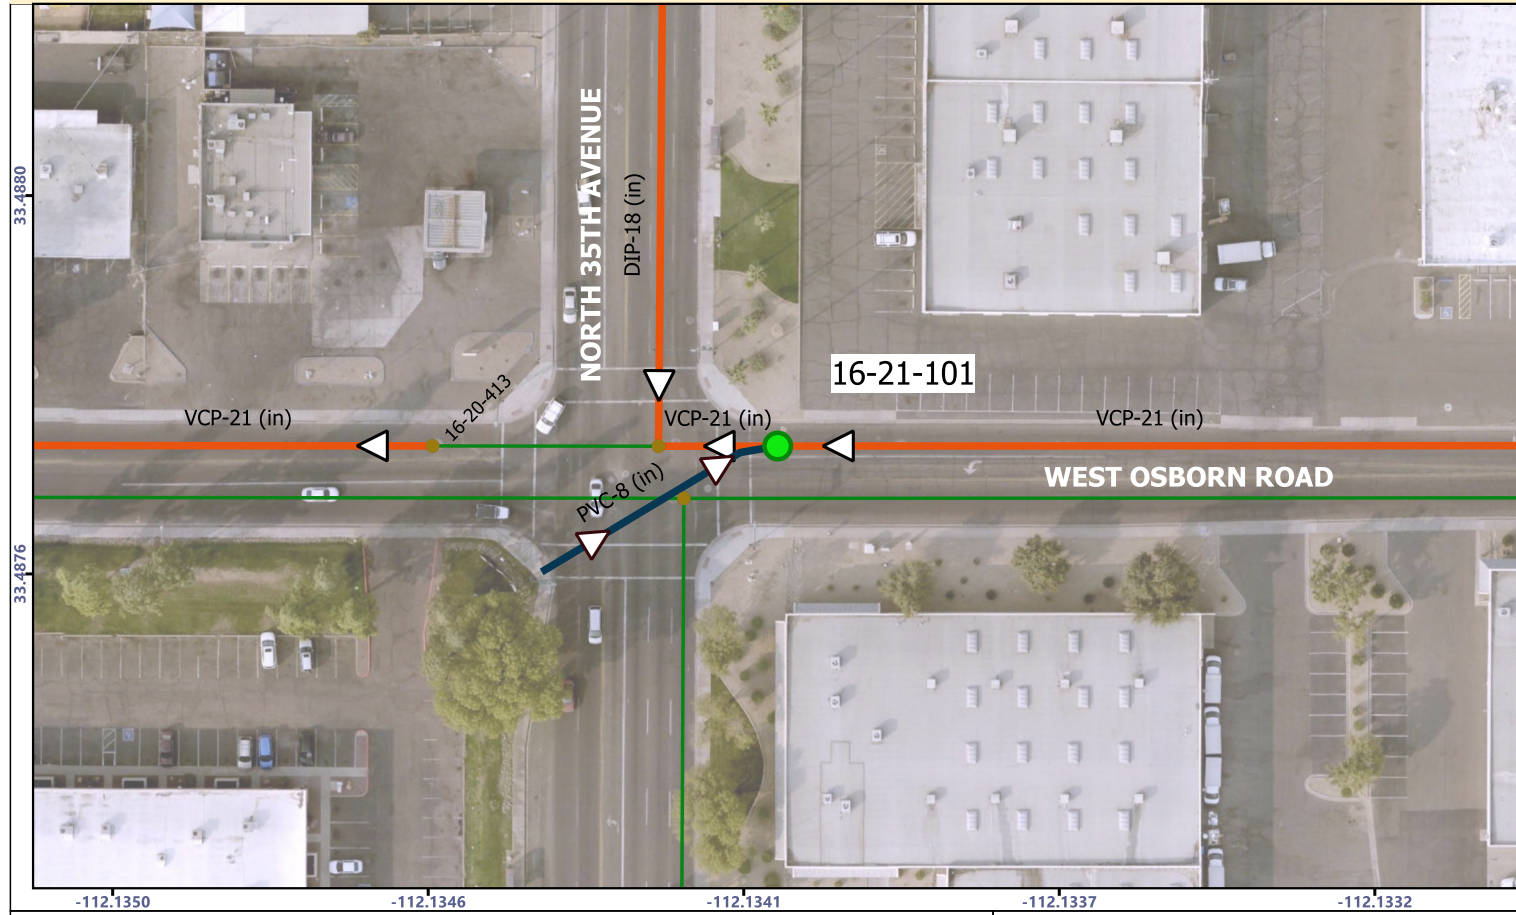 33.4880
33.4876
NORTH 35TH AVENUE
DIP-18 (in)
16-21-101
VCP-21 (in)
16-20-413
VCP-21 (in)
VCP-21 (in)
WEST OSBORN ROAD
PVC-8 (in)
-112.1350
-112.1346
-112.1341
-112.1337
-112.1332